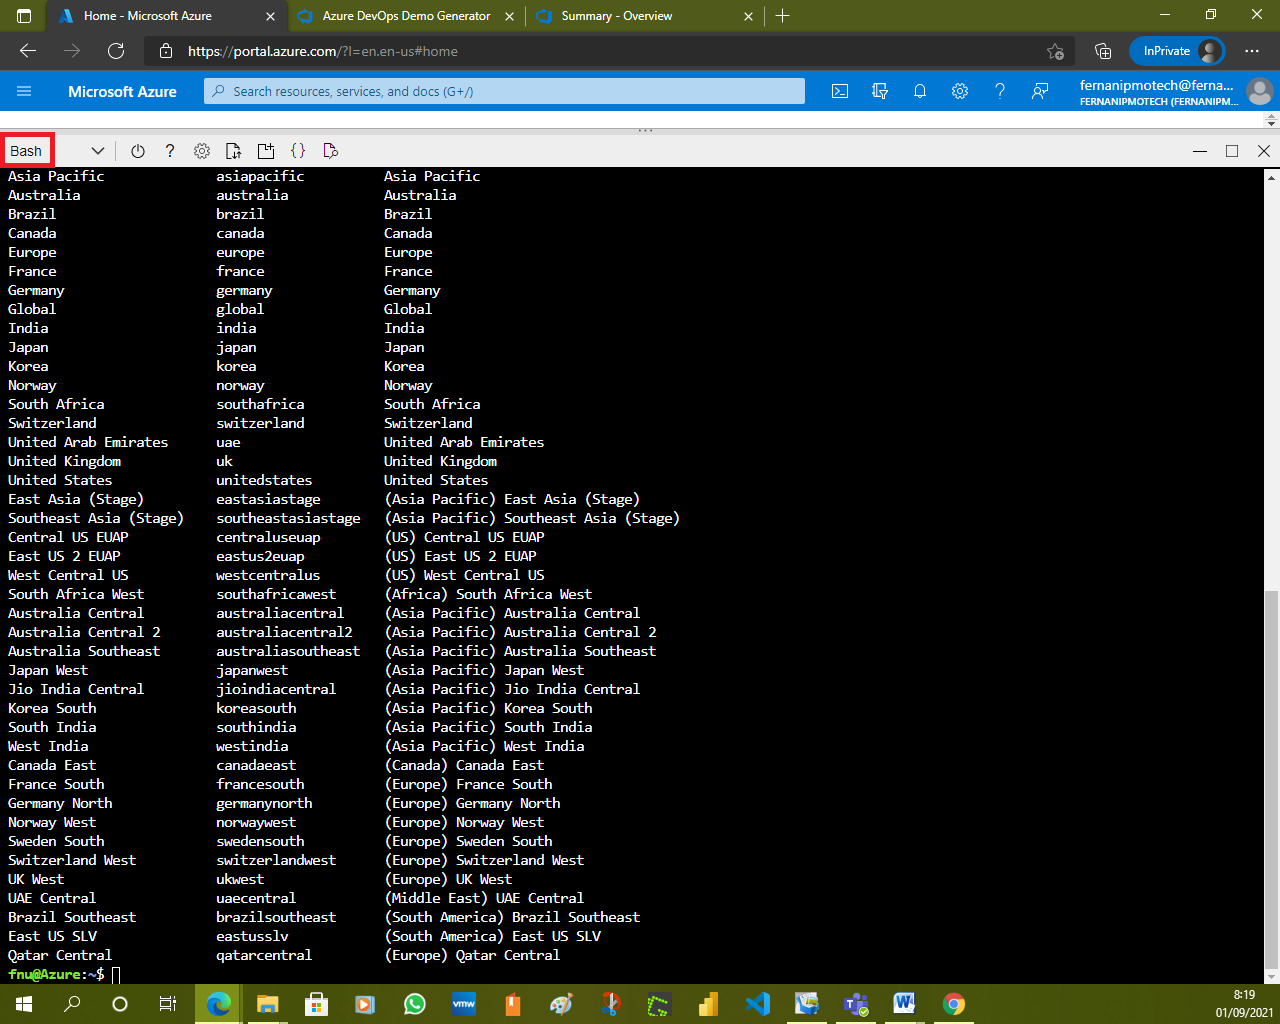 Home - Microsoft Azure
Azure DevOps Demo Generator
Summary - Overview
https://portal.azure.com/?l=en.en-us#home
InPrivate
Microsoft Azure
Search resources, services, and docs (G+/)
fernanipmotech@ferna...
FERNANIPMOTECH (FERNANIPM...
Bash
Asia Pacific asiapacific Asia Pacific
Australia australia Australia
Brazil brazil Brazil
Canada canada Canada
Europe europe Europe
France france France
Germany germany Germany
Global global Global
India india India
Japan japan Japan
Korea korea Korea
Norway norway Norway
South Africa southafrica South Africa
Switzerland switzerland Switzerland
United Arab Emirates uae United Arab Emirates
United Kingdom uk United Kingdom
United States unitedstates United States
East Asia (Stage) eastasiastage (Asia Pacific) East Asia (Stage)
Southeast Asia (Stage) southeastasiastage (Asia Pacific) Southeast Asia (Stage)
Central US EUAP centraluseuap (US) Central US EUAP
East US 2 EUAP eastus2euap (US) East US 2 EUAP
West Central US westcentralus (US) West Central US
South Africa West southafricawest (Africa) South Africa West
Australia Central australiacentral (Asia Pacific) Australia Central
Australia Central 2 australiacentral2 (Asia Pacific) Australia Central 2
Australia Southeast australiasoutheast (Asia Pacific) Australia Southeast
Japan West japanwest (Asia Pacific) Japan West
Jio India Central jioindiacentral (Asia Pacific) Jio India Central
Korea South koreasouth (Asia Pacific) Korea South
South India southindia (Asia Pacific) South India
West India westindia (Asia Pacific) West India
Canada East canadaeast (Canada) Canada East
France South francesouth (Europe) France South
Germany North germanynorth (Europe) Germany North
Norway West norwaywest (Europe) Norway West
Sweden South swedensouth (Europe) Sweden South
Switzerland West switzerlandwest (Europe) Switzerland West
UK West ukwest (Europe) UK West
UAE Central uaecentral (Middle East) UAE Central
Brazil Southeast brazilsoutheast (South America) Brazil Southeast
East US SLV eastusslv (South America) East US SLV
Qatar Central qatarcentral (Europe) Qatar Central
fnu@Azure:~$
vmw
8:19
01/09/2021